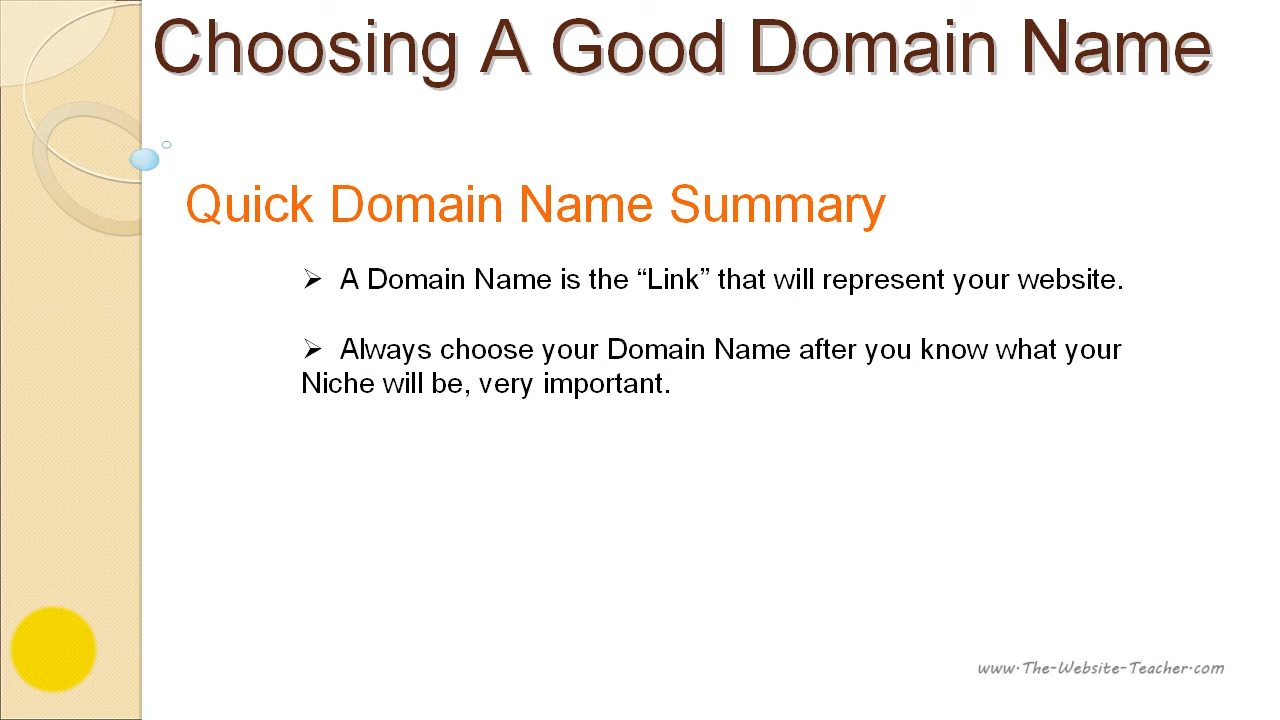 Choosing A Good Domain Name
Quick Domain Name Summary
➢ A Domain Name is the “Link” that will represent your website.
➢ Always choose your Domain Name after you know what your
Niche will be, very important.
www.The-Website-Teacher.com